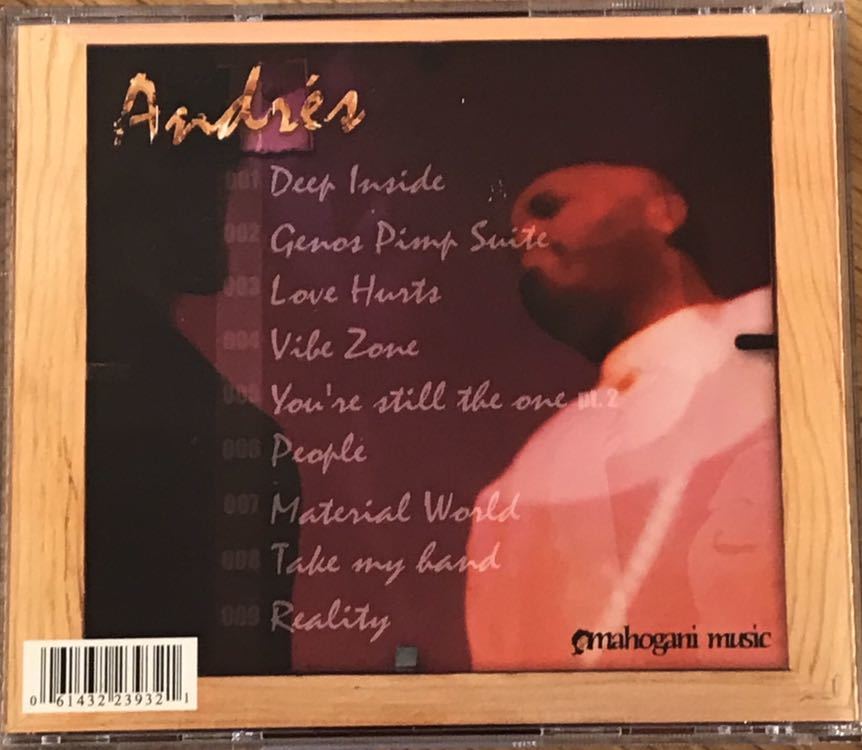 Andrés
001 Deep Inside
002 Genos Pimp Suite
003 Love Hurts
004 Vibe Zone
005 You're still the one pt.2
006 People
007 Material World
008 Take my hand
009 Reality
mahogani music
0 61432 23932 1